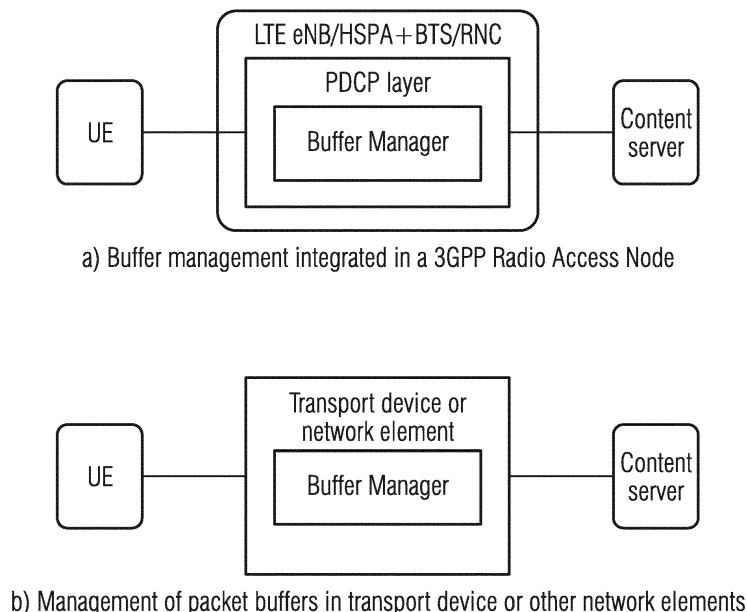 LTE eNB/HSPA+BTS/RNC
PDCP layer
UE
Buffer Manager
Content
server
a) Buffer management integrated in a 3GPP Radio Access Node
Transport device or
network element
UE
Buffer Manager
Content
server
b) Management of packet buffers in transport device or other network elements